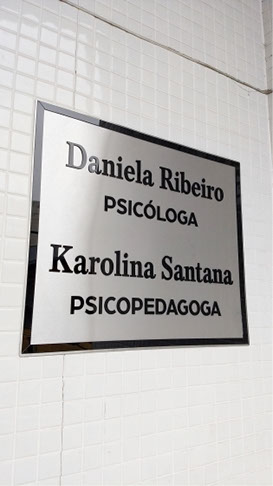 Daniela Ribeiro
PSICÓLOGA
Karolina Santana
PSICOPEDAGOGA